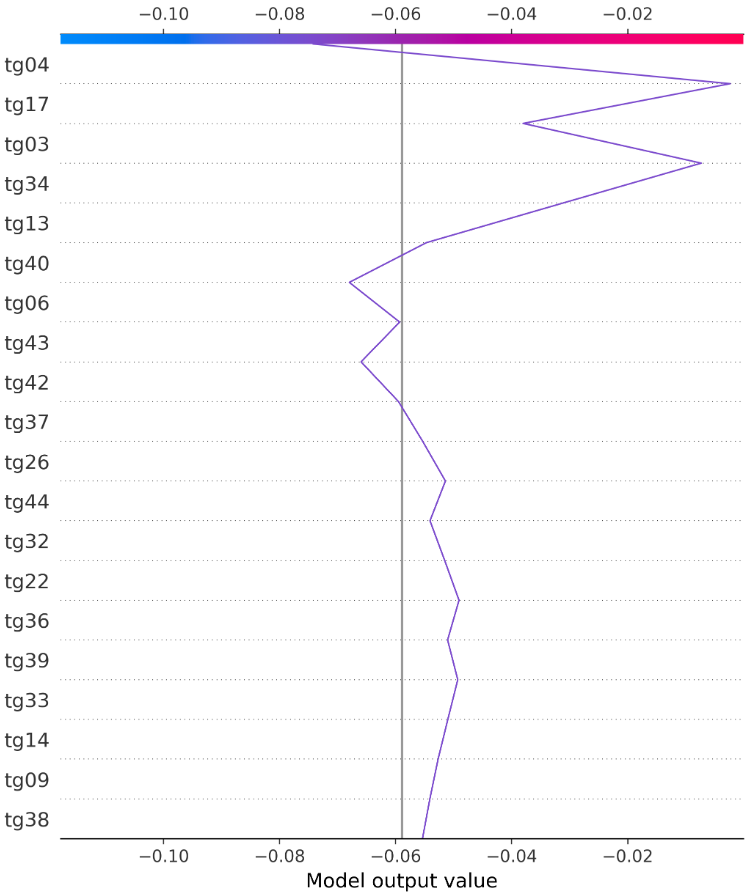 −0.10 −0.08 −0.06 −0.04 −0.02
tg04
tg17
tg03
tg34
tg13
tg40
tg06
tg43
tg42
tg37
tg26
tg44
tg32
tg22
tg36
tg39
tg33
tg14
tg09
tg38
−0.10 −0.08 −0.06 −0.04 −0.02
Model output value